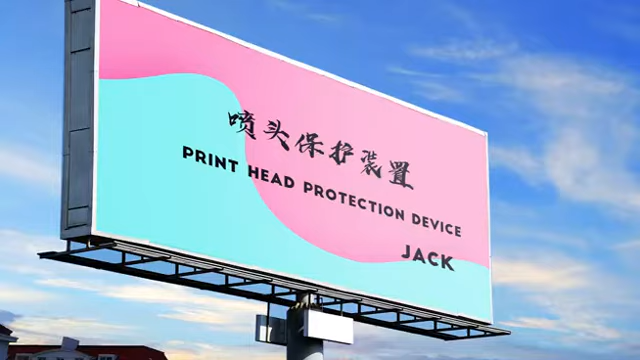 喷头保护装置
PRINT HEAD PROTECTION DEVICE
JACK